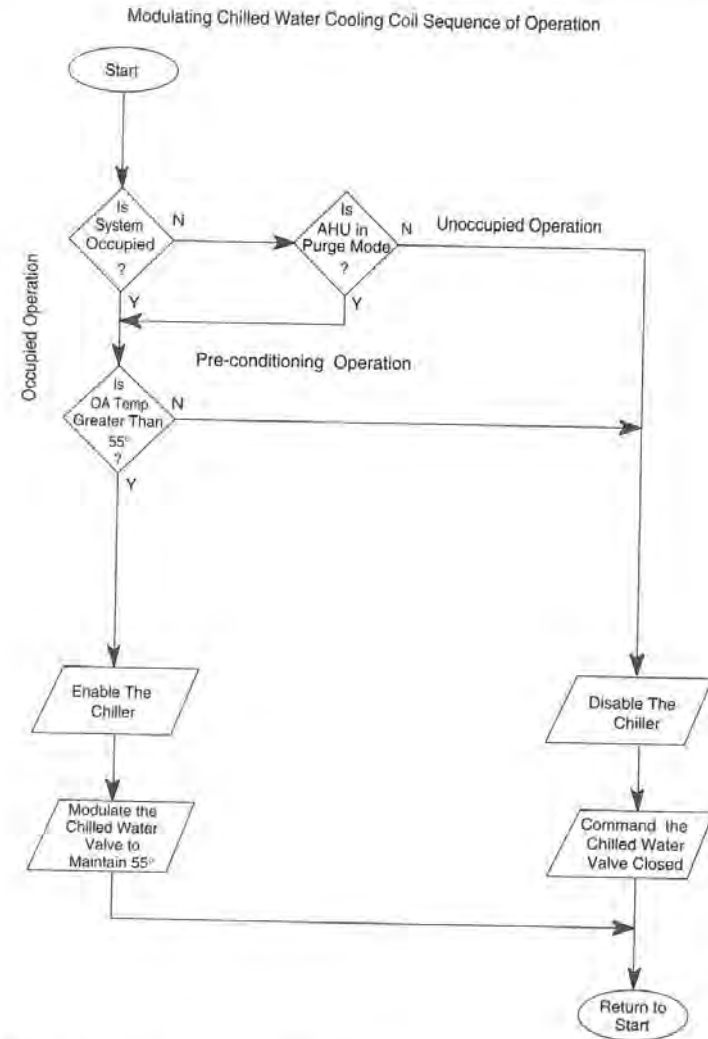 Modulating Chilled Water Cooling Coil Sequence of Operation
Start
Is
System
Occupied
?
N
Y
Is
AHU in
Purge Mode
?
N
Y
Unoccupied Operation
Occupied Operation
Pre-conditioning Operation
Is
OA Temp
Greater Than
55°
?
N
Y
Enable The
Chiller
Disable The
Chiller
Modulate the
Chilled Water
Valve to
Maintain 55°
Command the
Chilled Water
Valve Closed
Return to
Start